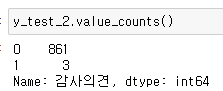 y_test_2.value_counts()
0    861
1      3
Name: 감사의견, dtype: int64